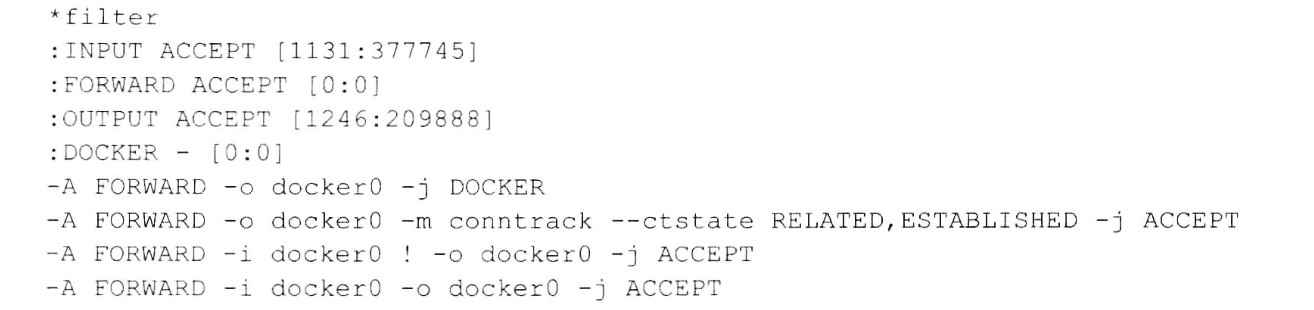 *filter
:INPUT ACCEPT [1131:377745]
:FORWARD ACCEPT [0:0]
:OUTPUT ACCEPT [1246:209888]
:DOCKER - [0:0]
-A FORWARD -o docker0 -j DOCKER
-A FORWARD -o docker0 -m conntrack --ctstate RELATED,ESTABLISHED -j ACCEPT
-A FORWARD -i docker0 ! -o docker0 -j ACCEPT
-A FORWARD -i docker0 -o docker0 -j ACCEPT